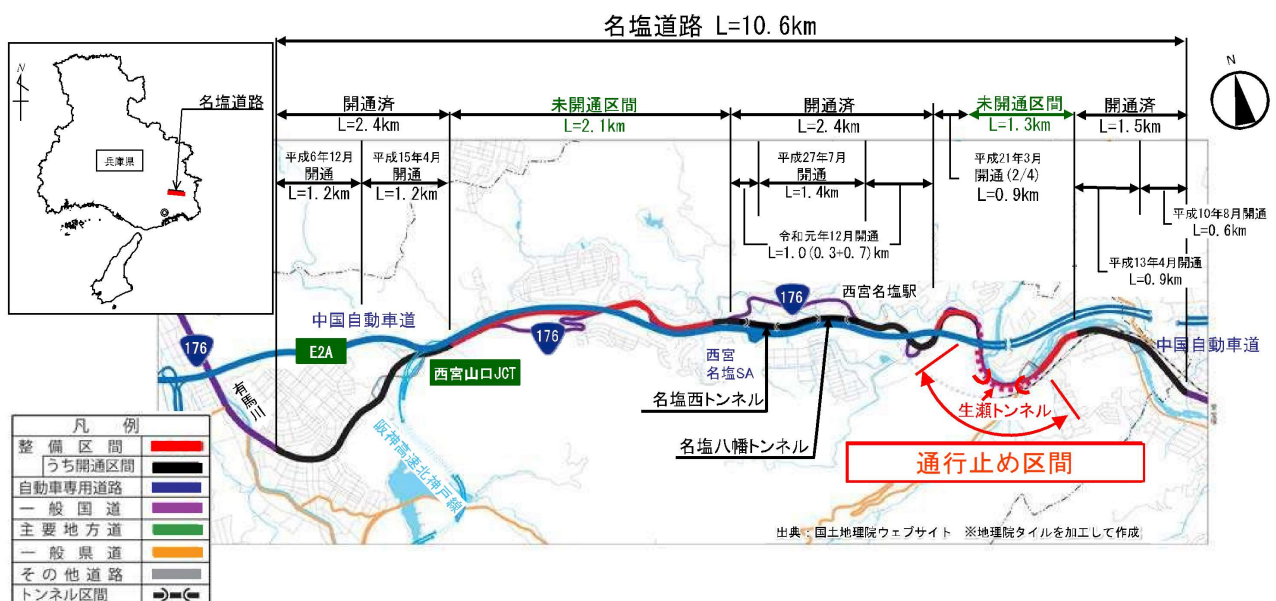 名塩道路 L=10.6km
N
名塩道路
兵庫県
N
開通済
L=2.4km
未開通区間
L=2.1km
開通済
L=2.4km
未開通区間
L=1.3km
開通済
L=1.5km
平成6年12月
開通
L=1.2km
平成15年4月
開通
L=1.2km
平成27年7月
開通
L=1.4km
平成21年3月
開通(2/4)
L=0.9km
令和元年12月開通
L=1.0(0.3+0.7)km
平成10年8月開通
L=0.6km
平成13年4月開通
L=0.9km
西宮名塩駅
176
中国自動車道
176
E2A
176
西宮山口JCT
西宮
名塩SA
中国自動車道
有馬川
阪神高速北神戸線
名塩西トンネル
名塩八幡トンネル
生瀬トンネル
通行止め区間
凡 例
整備区間
うち開通区間
自動車専用道路
一般国道
主要地方道
一般県道
その他道路
トンネル区間
出典：国土地理院ウェブサイト ※地理院タイルを加工して作成